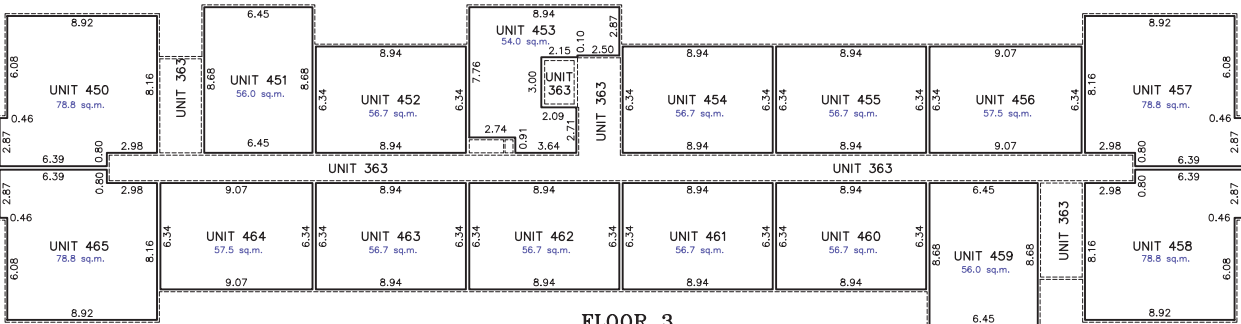 8.92
6.08
0.46
2.87
8.16
UNIT 450
78.8 sq.m.
0.80
2.98
6.39
UNIT 363
6.45
8.68
8.68
UNIT 451
56.0 sq.m.
6.45
8.94
6.34
6.34
UNIT 452
56.7 sq.m.
8.94
8.94
2.87
UNIT 453
54.0 sq.m.
2.15
0.10
2.50
7.76
3.00
UNIT
363
2.09
2.71
2.74
0.91
3.64
UNIT 363
8.94
6.34
6.34
UNIT 454
56.7 sq.m.
8.94
8.94
6.34
6.34
UNIT 455
56.7 sq.m.
8.94
9.07
6.34
6.34
UNIT 456
57.5 sq.m.
9.07
8.92
8.16
6.08
UNIT 457
78.8 sq.m.
0.46
2.87
2.98
0.80
6.39
UNIT 363
UNIT 363
6.39
2.87
0.80
2.98
0.46
UNIT 465
78.8 sq.m.
8.16
6.08
8.92
9.07
6.34
6.34
UNIT 464
57.5 sq.m.
9.07
8.94
6.34
6.34
UNIT 463
56.7 sq.m.
8.94
8.94
6.34
6.34
UNIT 462
56.7 sq.m.
8.94
8.94
6.34
6.34
UNIT 461
56.7 sq.m.
8.94
8.94
6.34
6.34
UNIT 460
56.7 sq.m.
8.94
6.45
8.68
8.68
UNIT 459
56.0 sq.m.
6.45
UNIT 363
6.39
0.80
2.98
2.87
0.46
8.16
UNIT 458
78.8 sq.m.
6.08
8.92
FLOOR 3